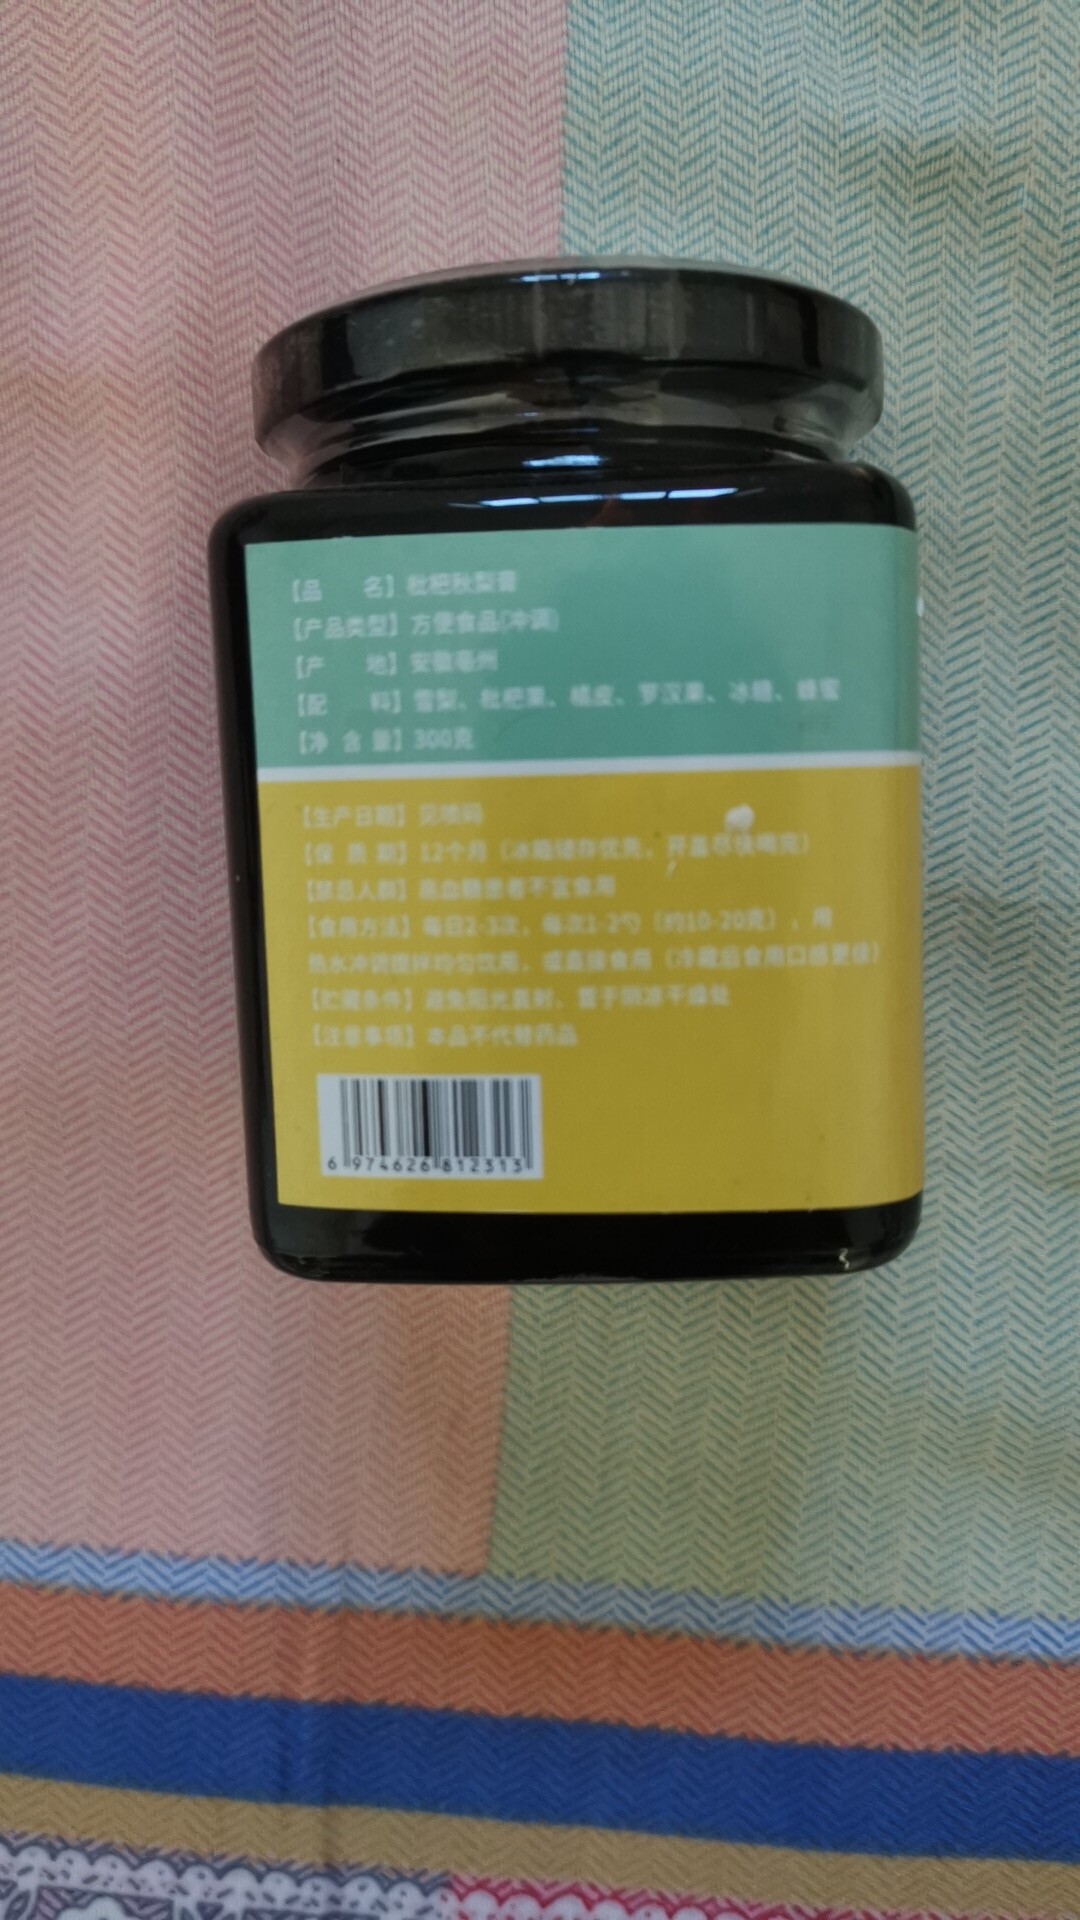 【品　　名】枇杷秋梨膏
【产品类型】方便食品(冲调)
【产　　地】安徽亳州
【配　　料】雪梨、枇杷果、橘皮、罗汉果、冰糖、蜂蜜
【净 含 量】300克
【生产日期】见喷码
【保 质 期】12个月（冰箱储存优先，开盖尽快喝完）
【禁忌人群】高血糖患者不宜食用
【食用方法】每日2-3次，每次1-2勺（约10-20克），用
热水冲调搅拌均匀饮用，或直接食用（冷藏后食用口感更佳）
【贮藏条件】避免阳光直射，置于阴凉干燥处
【注意事项】本品不代替药品
6 974626 812313